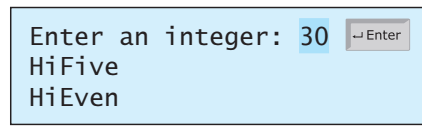 Enter an integer: 30 ↵Enter
HiFive
HiEven